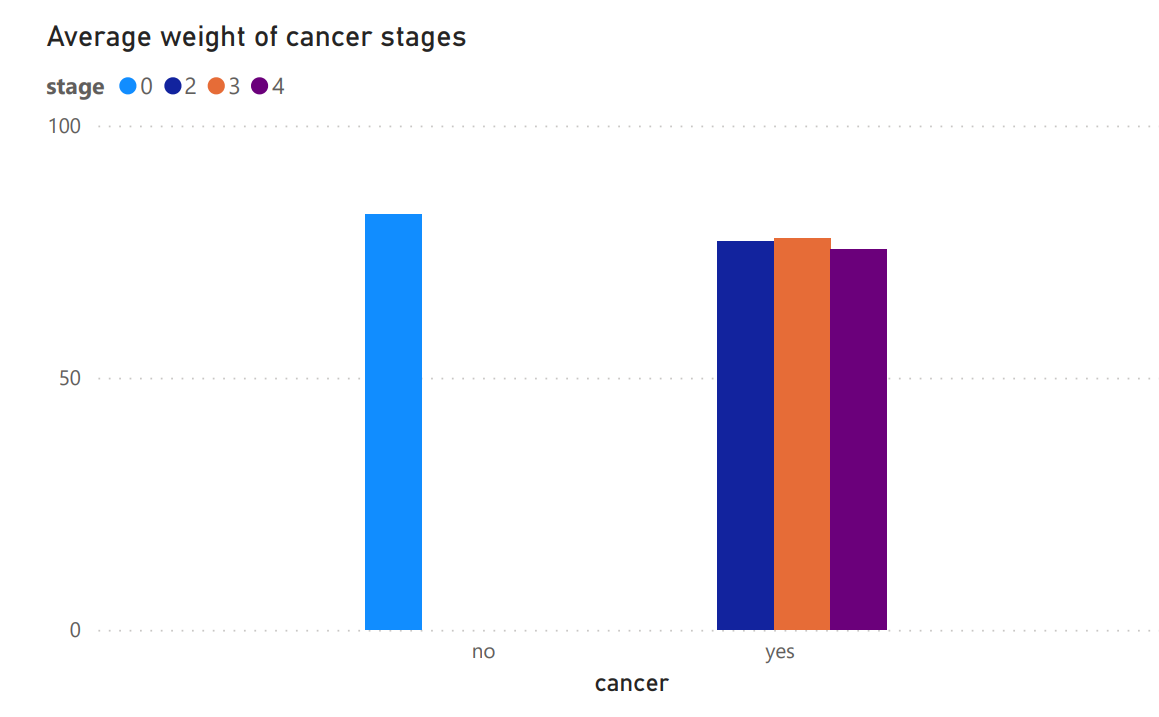 Average weight of cancer stages
stage 0 2 3 4
100
50
0
no yes
cancer